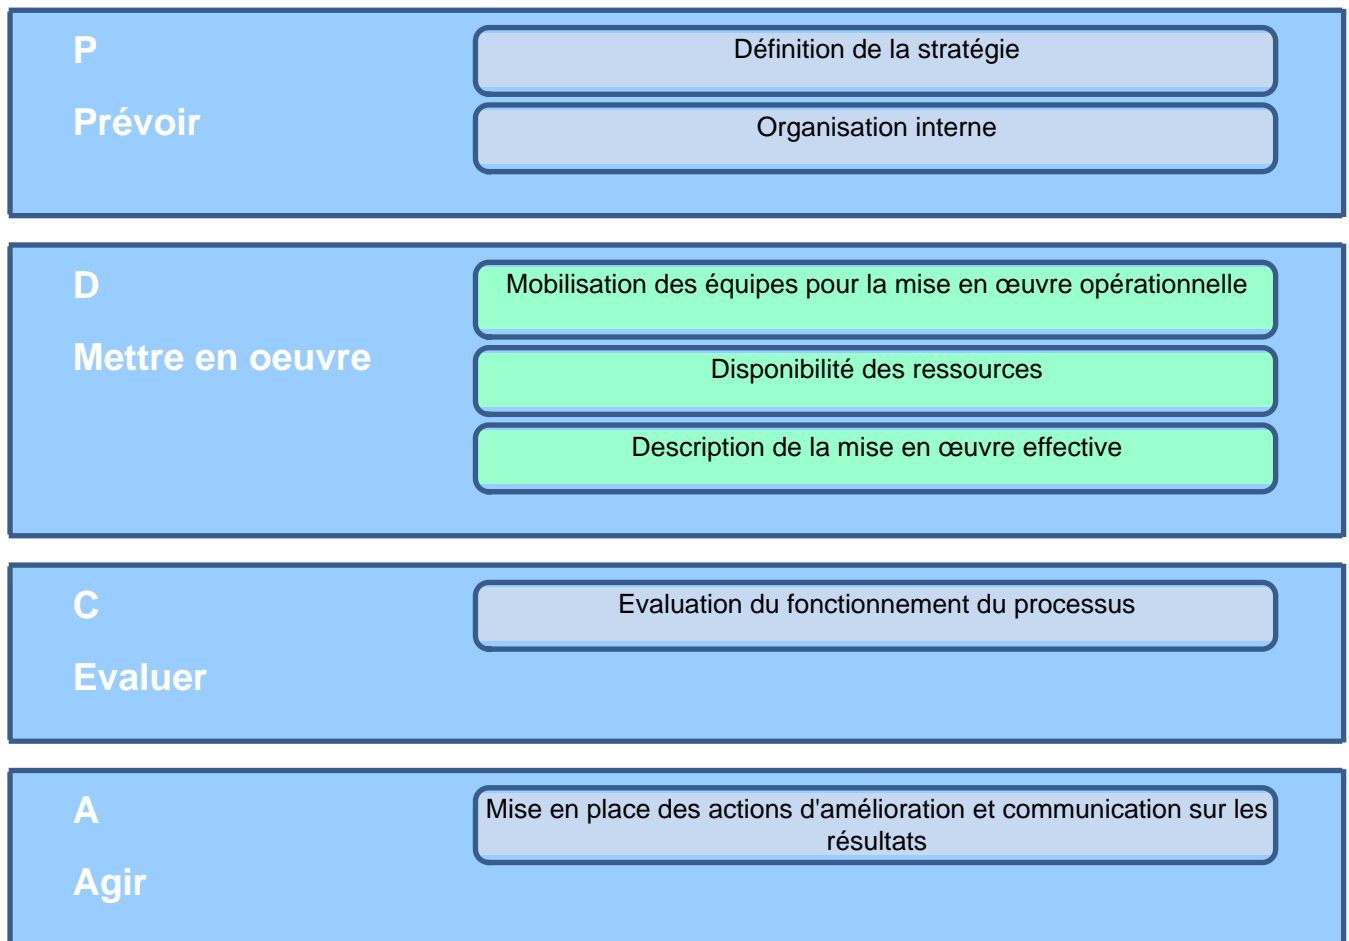 P
Définition de la stratégie
Prévoir
Organisation interne
D
Mobilisation des équipes pour la mise en œuvre opérationnelle
Mettre en oeuvre
Disponibilité des ressources
Description de la mise en œuvre effective
C
Evaluation du fonctionnement du processus
Evaluer
A
Mise en place des actions d'amélioration et communication sur les
résultats
Agir